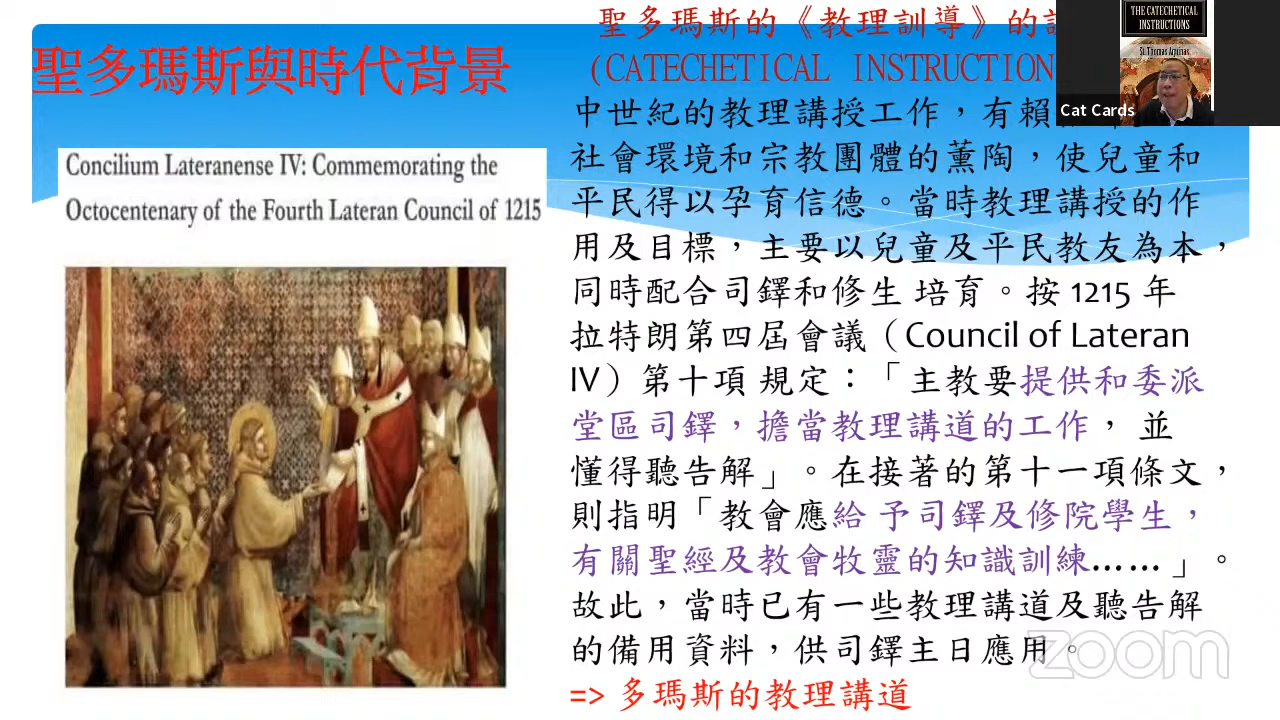 聖多瑪斯與時代背景
Concilium Lateranense IV: Commemorating the
Octocentenary of the Fourth Lateran Council of 1215
聖多瑪斯的《教理訓導》的
(CATECHETICAL INSTRUCTION
中世紀的教理講授工作，有賴
社會環境和宗教團體的薰陶，使兒童和
平民得以孕育信德。當時教理講授的作
用及目標，主要以兒童及平民教友為本，
同時配合司鐸和修生 培育。按 1215 年
拉特朗第四屆會議（Council of Lateran
IV）第十項 規定：「主教要提供和委派
堂區司鐸，擔當教理講道的工作， 並
懂得聽告解」。在接著的第十一項條文，
則指明「教會應給 予司鐸及修院學生，
有關聖經及教會牧靈的知識訓練……」。
故此，當時已有一些教理講道及聽告解
的備用資料，供司鐸主日應用。
=> 多瑪斯的教理講道
THE CATECHETICAL
INSTRUCTIONS
St. Thomas Aquinas
Cat Cards
zoom